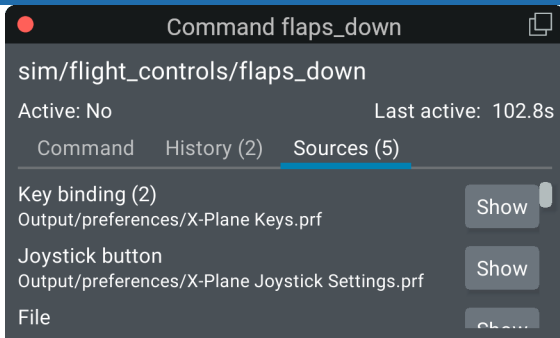 Command flaps_down
sim/flight_controls/flaps_down
Active: No Last active: 102.8s
Command History (2) Sources (5)
Key binding (2)
Output/preferences/X-Plane Keys.prf
Show
Joystick button
Output/preferences/X-Plane Joystick Settings.prf
Show
File
Show